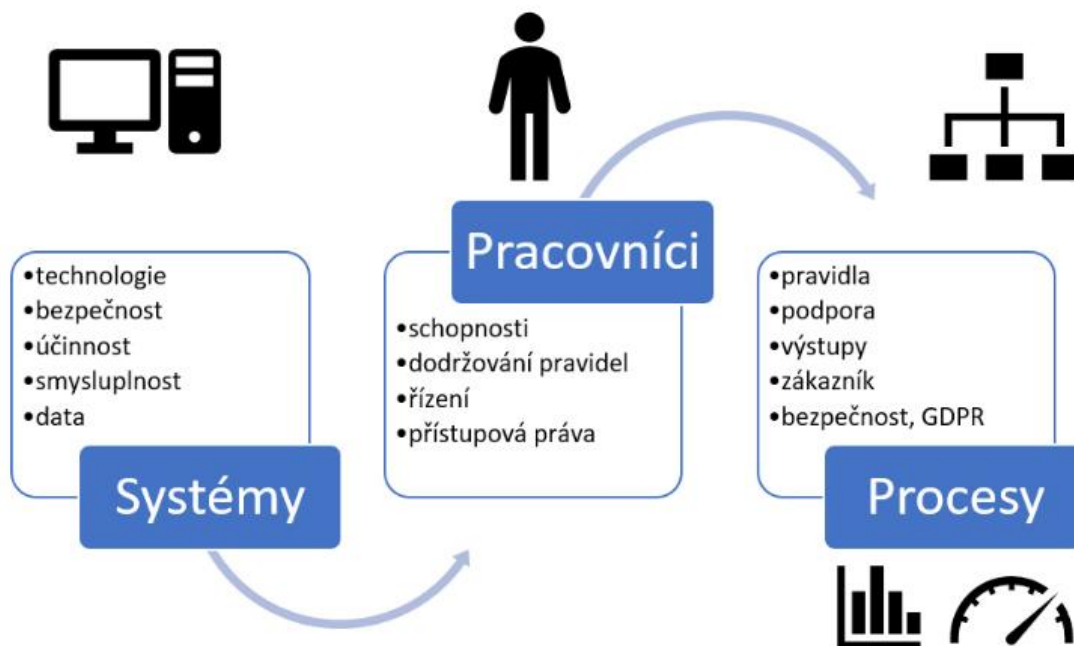 •technologie
•bezpečnost
•účinnost
•smysluplnost
•data
Systémy
Pracovníci
•schopnosti
•dodržování pravidel
•řízení
•přístupová práva
•pravidla
•podpora
•výstupy
•zákazník
•bezpečnost, GDPR
Procesy